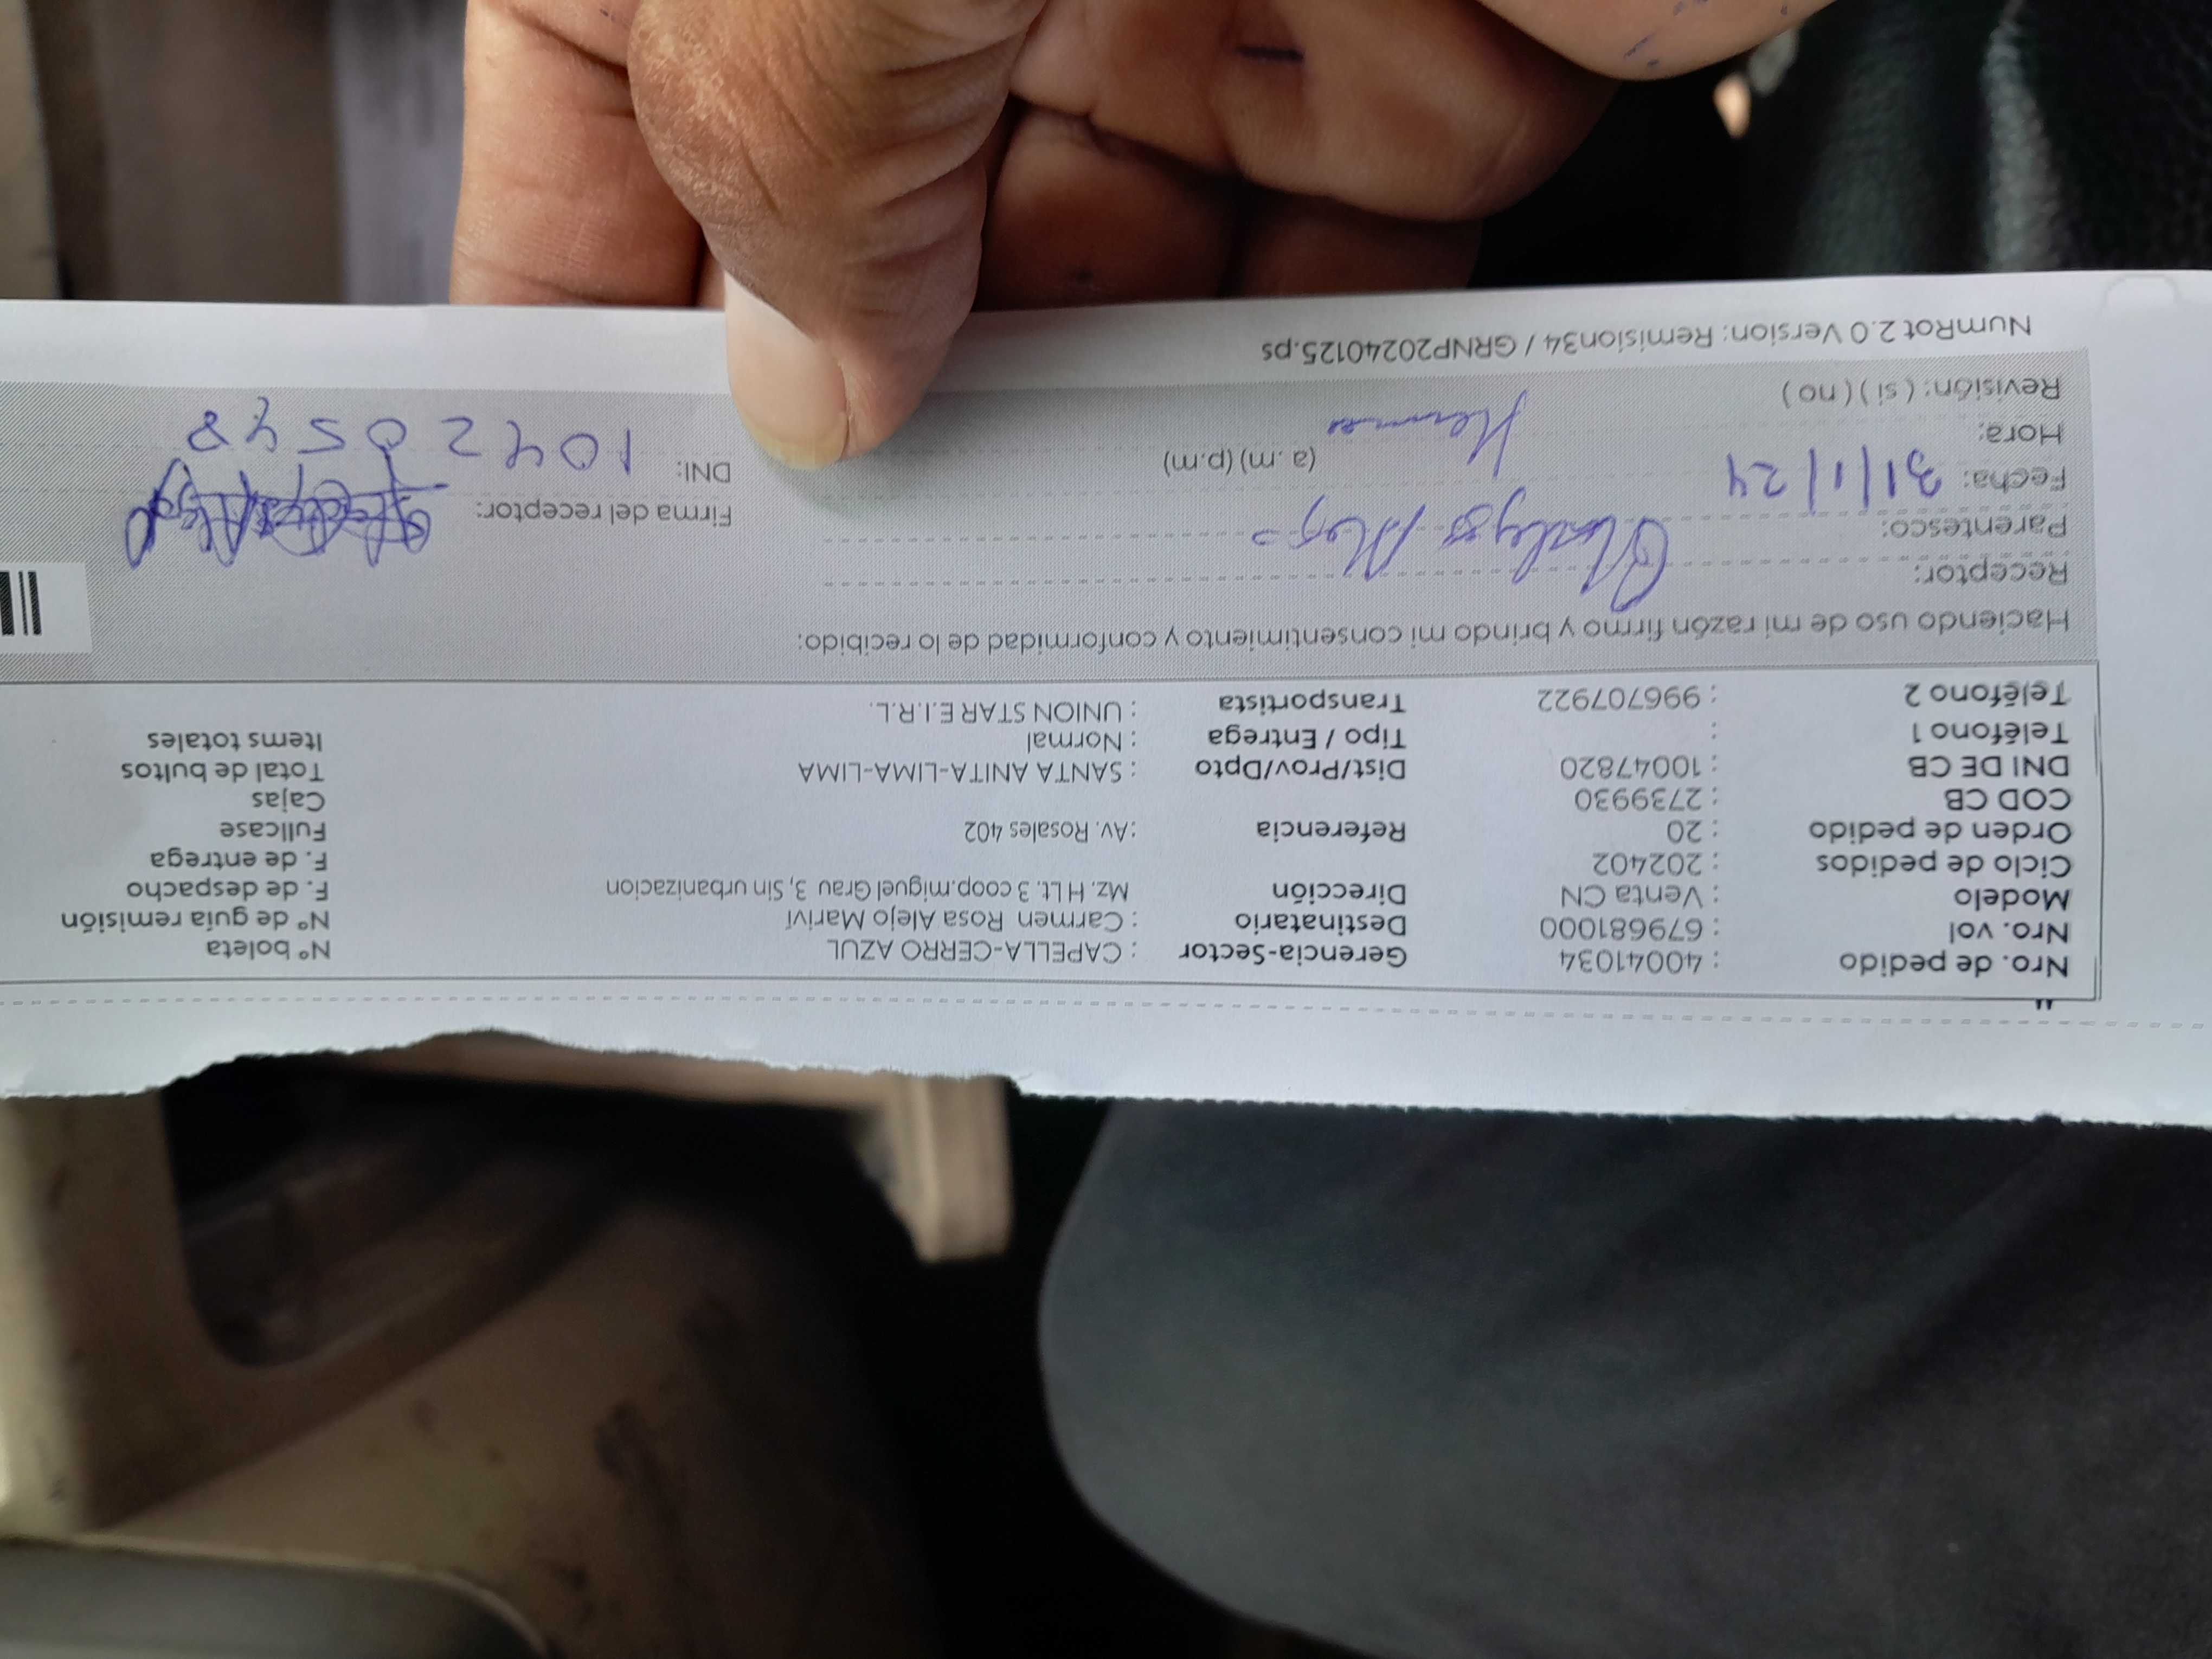 Nro. de pedido : 40041034 Gerencia-Sector : CAPELLA-CERRO AZUL N° boleta
Nro. vol : 679681000 Destinatario : Carmen Rosa Alejo Mariví N° de guía remisión
Modelo : Venta CN Dirección Mz. H Lt. 3 coop.miguel Grau 3, Sin urbanizacion F. de despacho
Ciclo de pedidos : 202402 F. de entrega
Orden de pedido : 20 Referencia :Av. Rosales 402 Fullcase
COD CB : 2739930 Cajas
DNI DE CB : 10047820 Dist/Prov/Dpto : SANTA ANITA-LIMA-LIMA Total de bultos
Teléfono 1 : Tipo / Entrega : Normal Items totales
Teléfono 2 : 996707922 Transportista : UNION STAR E.I.R.L.
Haciendo uso de mi razón firmo y brindo mi consentimiento y conformidad de lo recibido:
Receptor:
Parentesco: Firma del receptor:
Fecha: 31/1/24 DNI: 10420548
Hora: (a.m) (p.m)
Revisión: ( si ) ( no )
NumRot 2.0 Version: Remision34 / GRNP20240125.ps